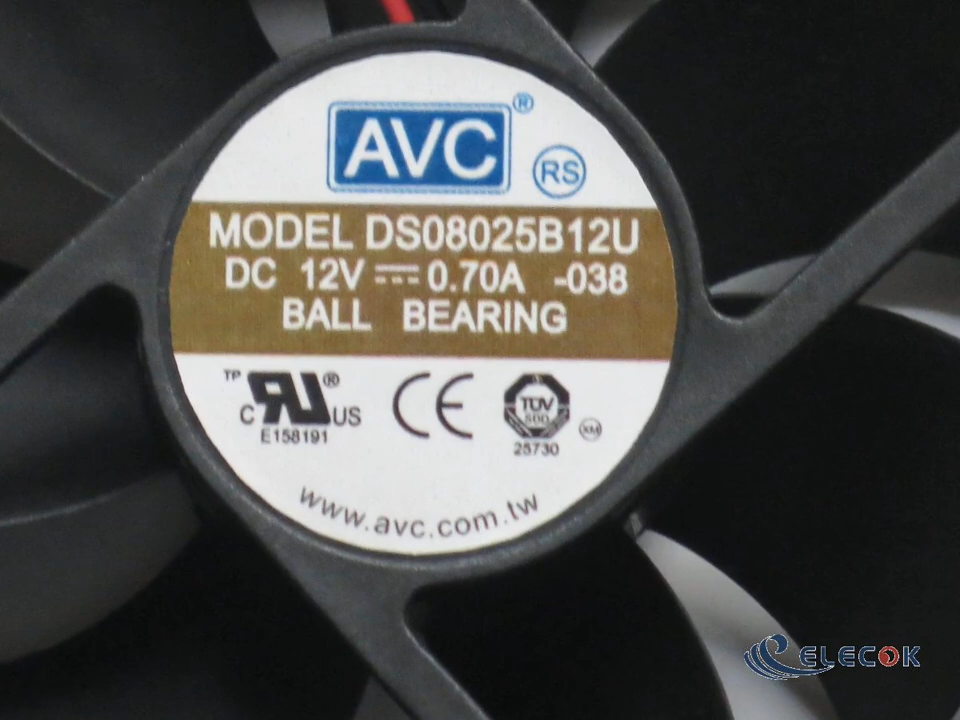 AVC®
RS
MODEL DS08025B12U
DC 12V 0.70A -038
BALL BEARING
TP ®
C US
E158191
CE
TÜV
25730
www.avc.com.tw
ELECOK